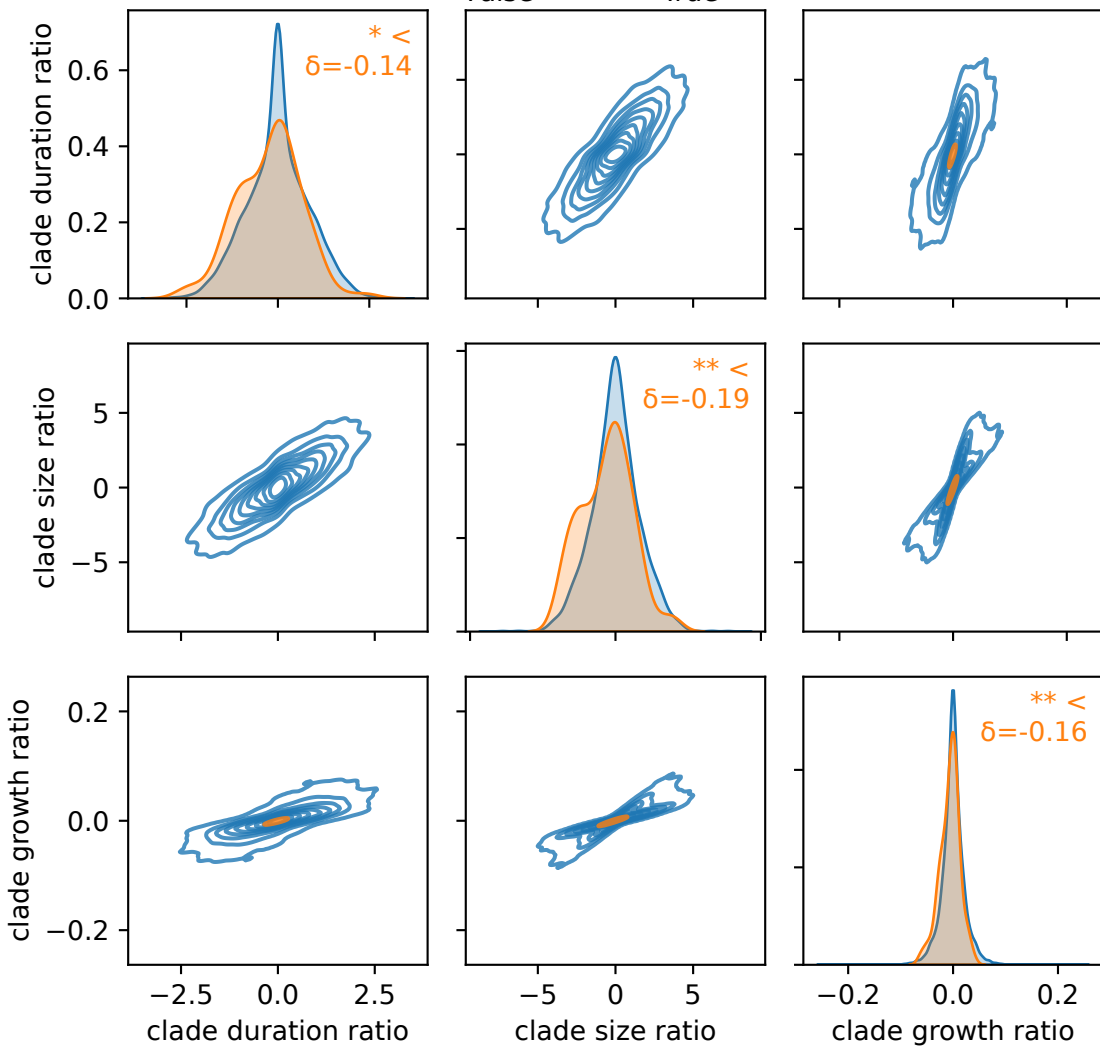 False True
clade duration ratio
0.6
0.4
0.2
0.0
* <
δ=-0.14
clade size ratio
5
0
−5
** <
δ=-0.19
clade growth ratio
0.2
0.0
−0.2
** <
δ=-0.16
−2.5 0.0 2.5
−5 0 5
−0.2 0.0 0.2
clade duration ratio
clade size ratio
clade growth ratio